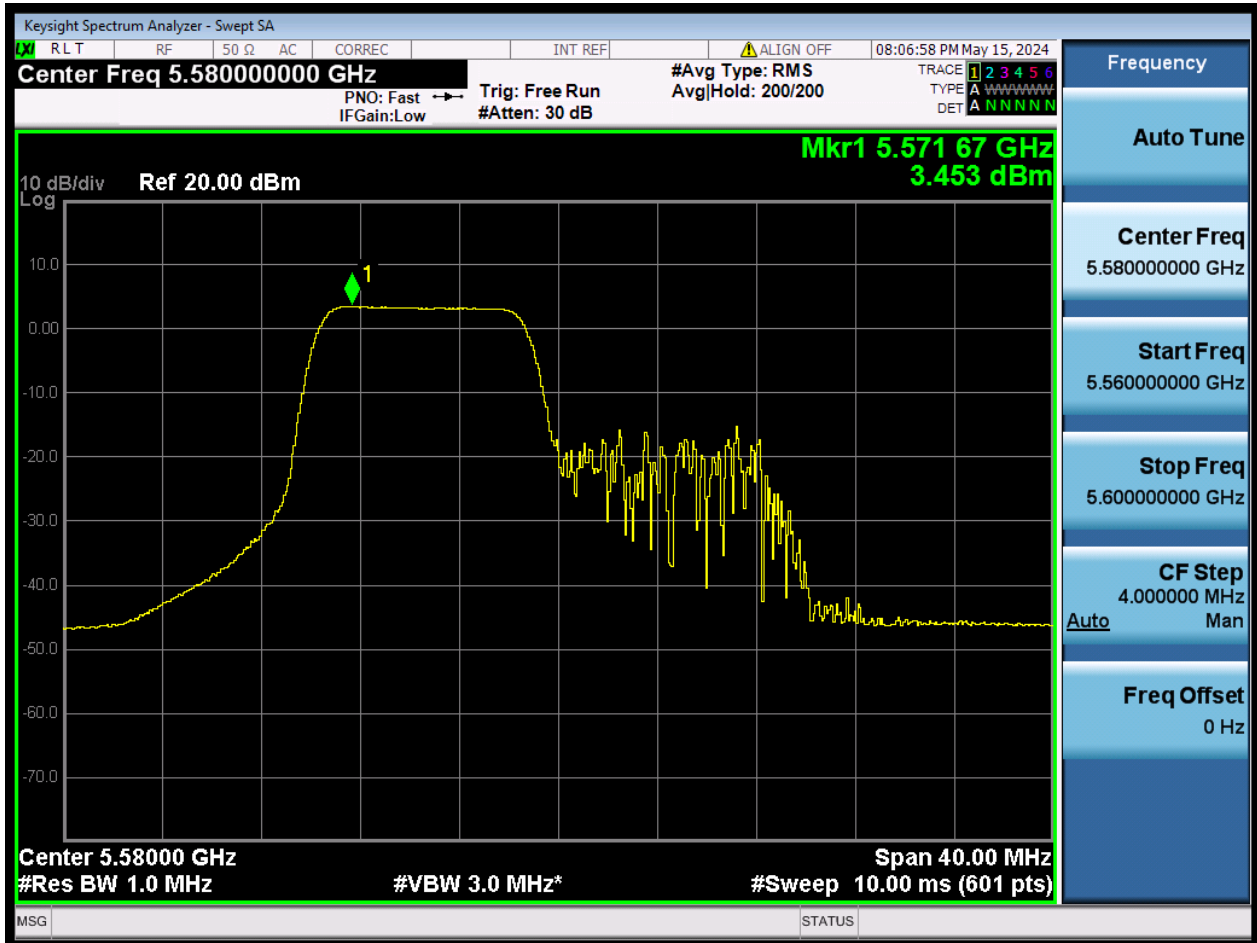 Keysight Spectrum Analyzer - Swept SA
LXI RLT RF 50 Ω AC CORREC INT REF ALIGN OFF 08:06:58 PM May 15, 2024
Center Freq 5.580000000 GHz
PNO: Fast
IFGain:Low
Trig: Free Run
#Atten: 30 dB
#Avg Type: RMS
Avg|Hold: 200/200
TRACE 1 2 3 4 5 6
TYPE A WWWWW
DET A N N N N N
Mkr1 5.571 67 GHz
3.453 dBm
10 dB/div Ref 20.00 dBm
Log
1
10.0
0.00
-10.0
-20.0
-30.0
-40.0
-50.0
-60.0
-70.0
Center 5.58000 GHz Span 40.00 MHz
#Res BW 1.0 MHz #VBW 3.0 MHz* #Sweep 10.00 ms (601 pts)
MSG STATUS
Frequency
Auto Tune
Center Freq
5.580000000 GHz
Start Freq
5.560000000 GHz
Stop Freq
5.600000000 GHz
CF Step
4.000000 MHz
Auto Man
Freq Offset
0 Hz